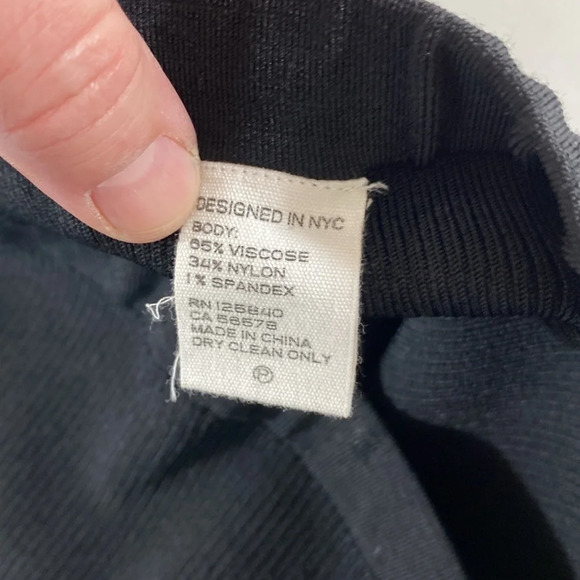 DESIGNED IN NYC
BODY:
65% VISCOSE
34% NYLON
1% SPANDEX
RN 125840
CA 56578
MADE IN CHINA
DRY CLEAN ONLY
P